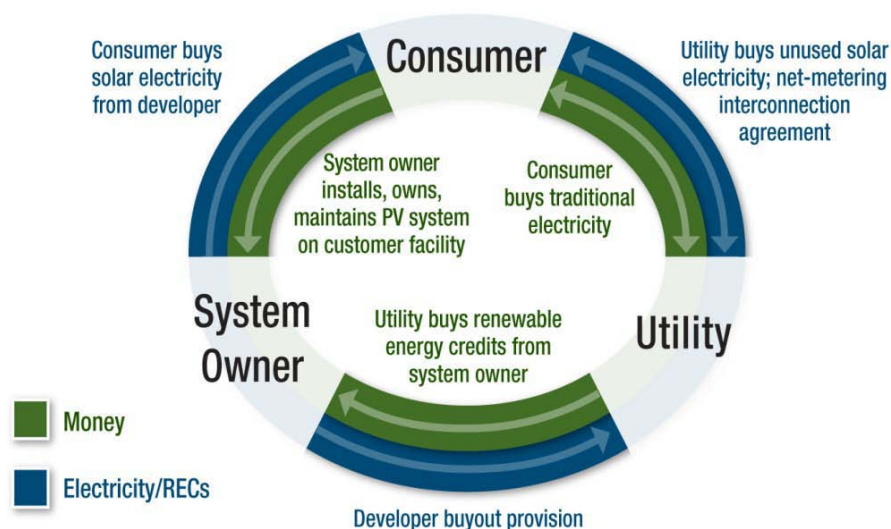 Consumer buys
solar electricity
from developer
Consumer
Utility buys unused solar
electricity; net-metering
interconnection
agreement
System owner
installs, owns,
maintains PV system
on customer facility
Consumer
buys traditional
electricity
System
Owner
Utility buys renewable
energy credits from
system owner
Utility
Money
Electricity/RECs
Developer buyout provision